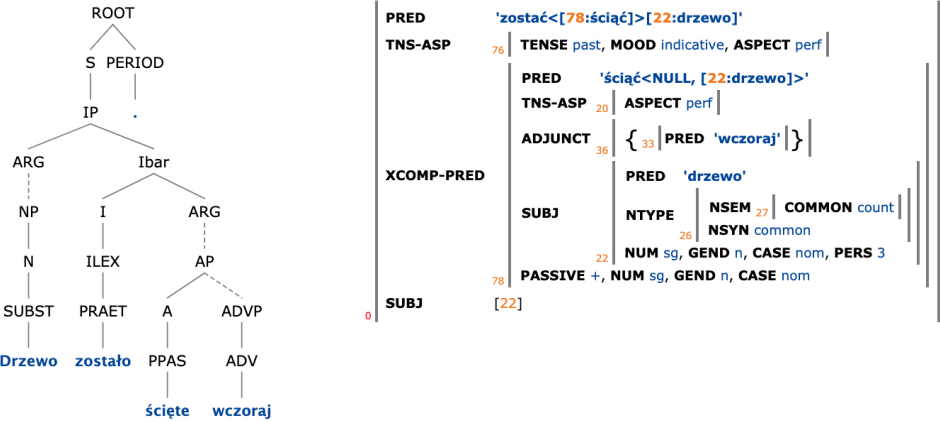 ROOT
S PERIOD
IP .
ARG Ibar
NP I ARG
N ILEX AP
SUBST PRAET A ADVP
Drzewo zostało PPAS ADV
ścięte wczoraj
PRED 'zostać<[78:ściąć]>[22:drzewo]'
TNS-ASP 76 TENSE past, MOOD indicative, ASPECT perf
PRED 'ściąć<NULL, [22:drzewo]>'
TNS-ASP 20 ASPECT perf
ADJUNCT 36 { 33 PRED 'wczoraj' }
XCOMP-PRED PRED 'drzewo'
SUBJ NTYPE NSEM 27 COMMON count
26 NSYN common
22 NUM sg, GEND n, CASE nom, PERS 3
78 PASSIVE +, NUM sg, GEND n, CASE nom
0 SUBJ [22]